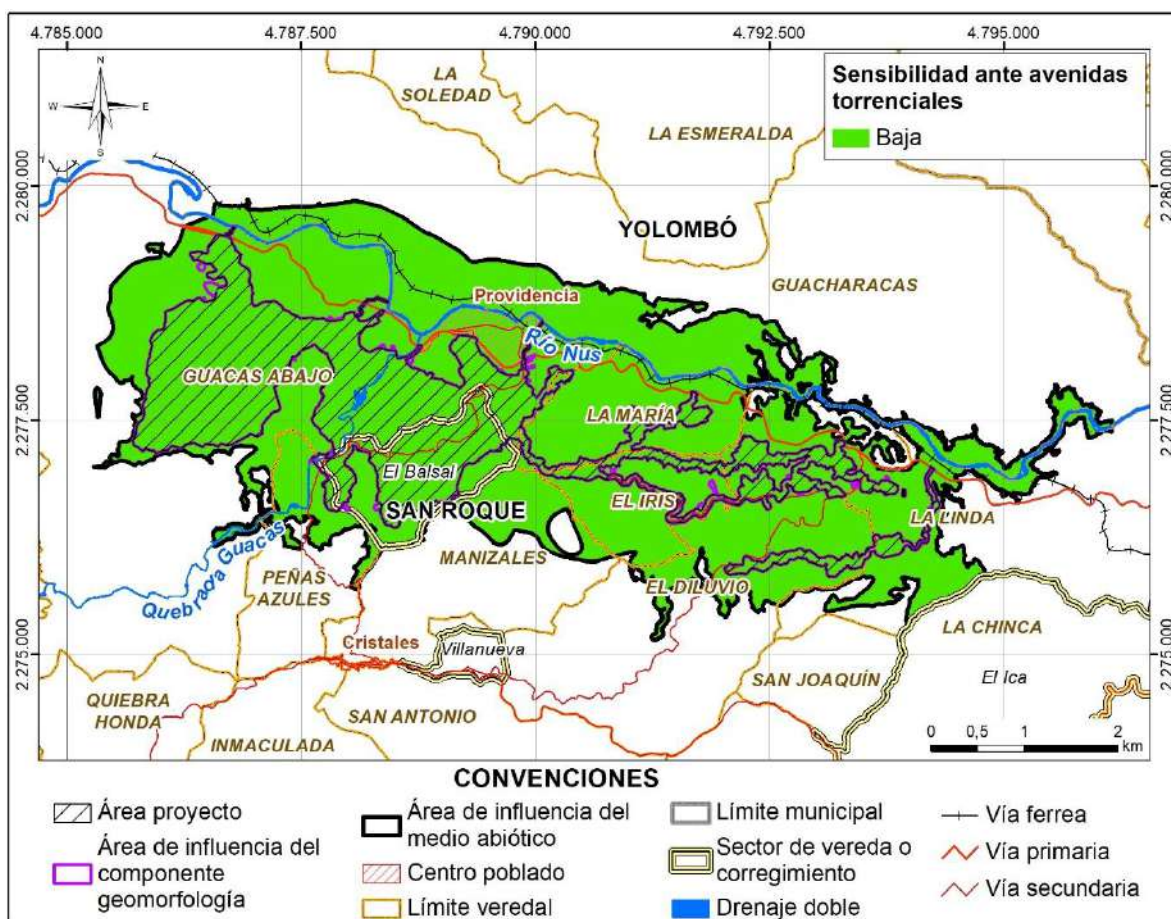 4.785.000
4.787.500
4.790.000
4.792.500
4.795.000
N
W
E
S
Sensibilidad ante avenidas
torrenciales
Baja
LA
SOLEDAD
LA ESMERALDA
2.280.000
2.280.000
YOLOMBÓ
GUACHARACAS
Providencia
Río Nus
GUACAS ABAJO
LA MARÍA
2.277.500
2.277.500
El Balsal
EL IRIS
SAN ROQUE
LA LINDA
MANIZALES
Quebrada Guacas
PEÑAS
AZULES
EL DILUVIO
LA CHINCA
Cristales
Villanueva
2.275.000
2.275.000
SAN JOAQUÍN
El Ica
QUIEBRA
HONDA
SAN ANTONIO
INMACULADA
0 0,5 1 2
km
CONVENCIONES
Área proyecto
Área de influencia del
componente
geomorfología
Área de influencia del
medio abiótico
Centro poblado
Límite veredal
Límite municipal
Sector de vereda o
corregimiento
Drenaje doble
Vía ferrea
Vía primaria
Vía secundaria